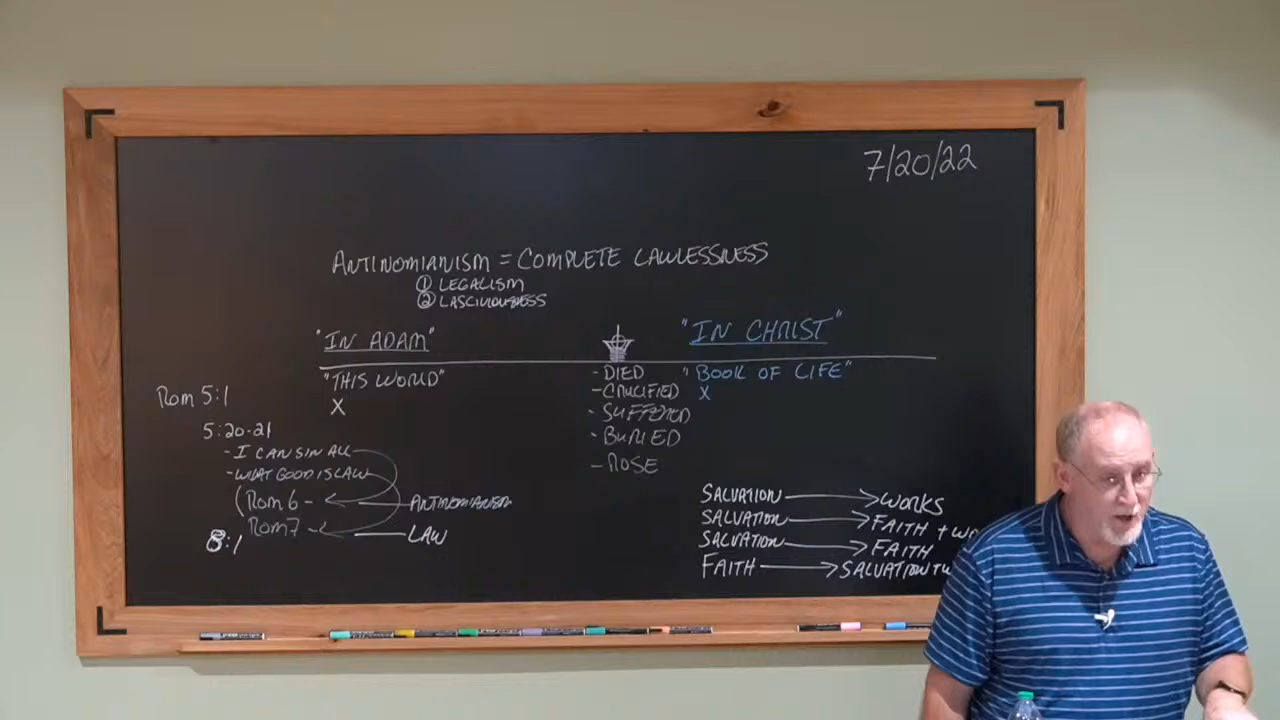 7/20/22
ANTINOMIANISM = COMPLETE LAWLESSNESS
① LEGALISM
② LASCIVIOUSNESS
"IN ADAM"
"IN CHRIST"
"THIS WORLD"
X
- DIED
- CRUCIFIED
- SUFFERED
- BURIED
- ROSE
"BOOK OF LIFE"
X
Rom 5:1
5:20-21
- I CAN SIN ALL
- WHAT GOOD IS LAW
(Rom 6 - ANTINOMIANISM
Rom 7 - LAW
8:1
SALVATION → WORKS
SALVATION → FAITH +
SALVATION → FAITH
FAITH → SALVATION